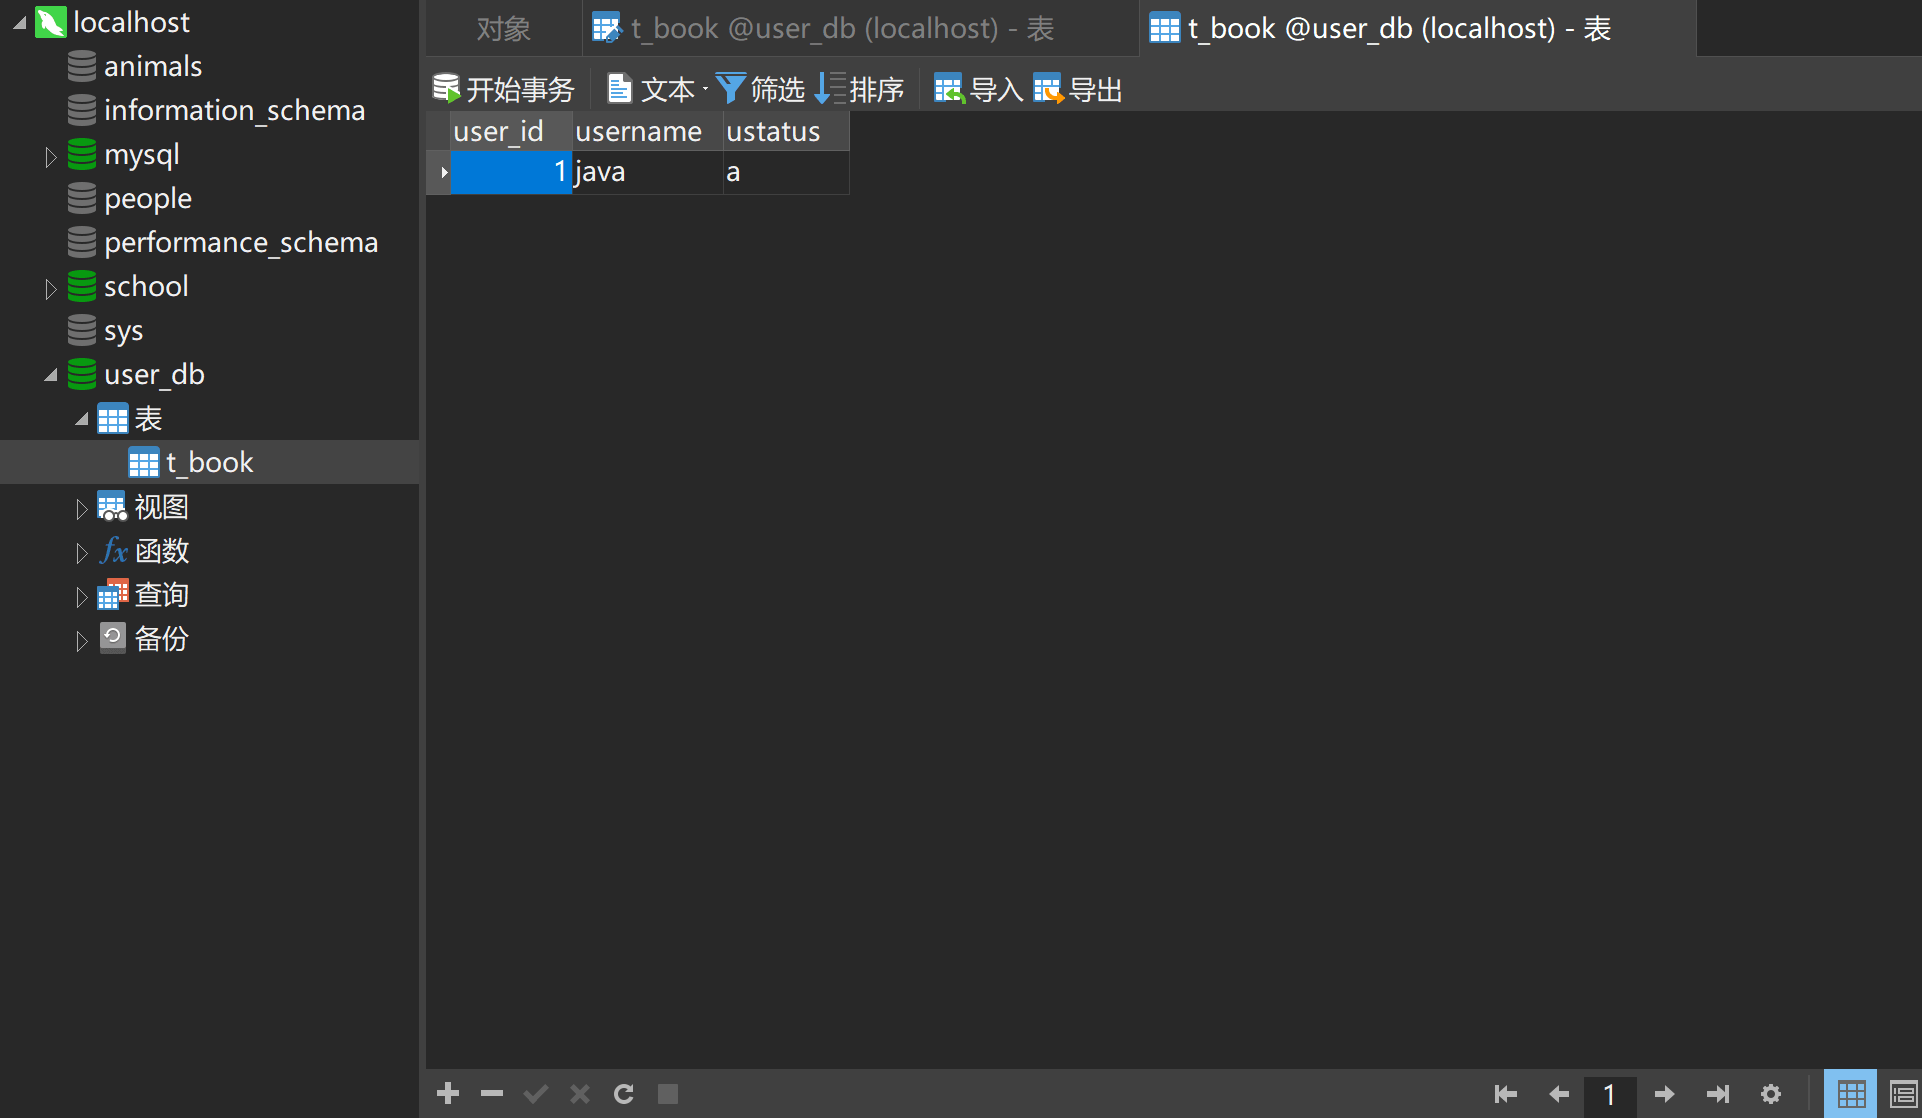 localhost
animals
information_schema
mysql
people
performance_schema
school
sys
user_db
表
t_book
视图
fx 函数
查询
备份
对象 t_book @user_db (localhost) - 表 t_book @user_db (localhost) - 表
开始事务 文本 筛选 排序 导入 导出
user_id username ustatus
1 java a
1